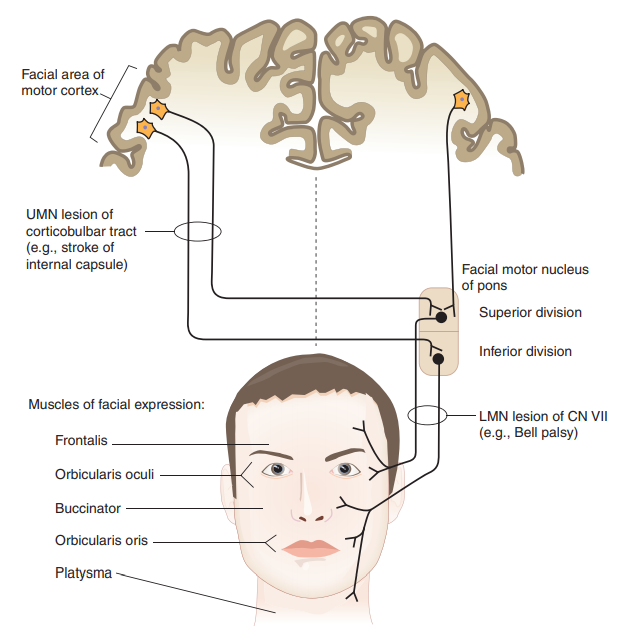 Facial area of
motor cortex
UMN lesion of
corticobulbar tract
(e.g., stroke of
internal capsule)
Facial motor nucleus
of pons
Superior division
Inferior division
LMN lesion of CN VII
(e.g., Bell palsy)
Muscles of facial expression:
Frontalis
Orbicularis oculi
Buccinator
Orbicularis oris
Platysma